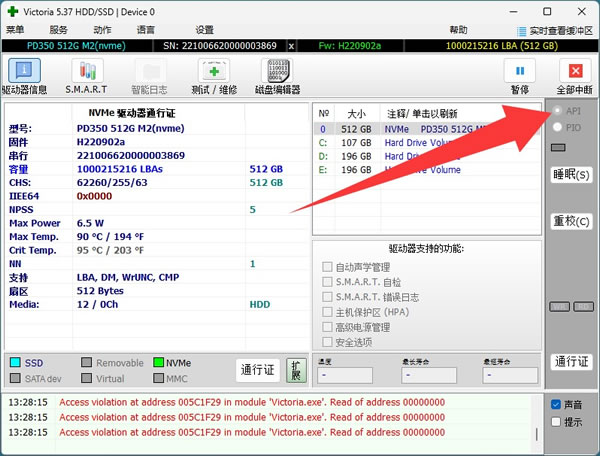 Victoria 5.37 HDD/SSD | Device 0
菜单 服务 动作 语言 设置 帮助 实时查看缓冲区
PD350 512G M2(nvme) SN: 221006620000003869 x Fw: H220902a 1000215216 LBA (512 GB)
驱动器信息 S.M.A.R.T 智能日志 测试 / 维修 磁盘编辑器 暂停 全部中断
NVMe 驱动器通行证
型号: PD350 512G M2(nvme)
固件 H220902a
串行 221006620000003869
容量 1000215216 LBAs 512 GB
CHS: 62260/255/63 512 GB
IIEE64 0x0000
NPSS 5
Max Power 6.5 W
Max Temp. 90 °C / 194 °F
Crit Temp. 95 °C / 203 °F
NN 1
支持 LBA, DM, WrUNC, CMP
扇区 512 Bytes
Media: 12 / 0Ch HDD
SSD Removable NVMe
SATA dev Virtual MMC
通行证
扩展
Nº 大小 注释/ 单击以刷新
0 512 GB NVMe PD350 512G M2
C: 107 GB Hard Drive Volume
D: 196 GB Hard Drive Volume
E: 196 GB Hard Drive Volume
驱动器支持的功能:
自动声学管理
S.M.A.R.T. 自检
S.M.A.R.T. 错误日志
主机保护区 (HPA)
高级电源管理
安全选项
温度 最长寿命 最短寿命
- - -
API
PIO
睡眠(S)
重校(C)
通行证
13:28:15 Access violation at address 005C1F29 in module 'Victoria.exe'. Read of address 00000000
13:28:15 Access violation at address 005C1F29 in module 'Victoria.exe'. Read of address 00000000
13:28:15 Access violation at address 005C1F29 in module 'Victoria.exe'. Read of address 00000000
声音
提示